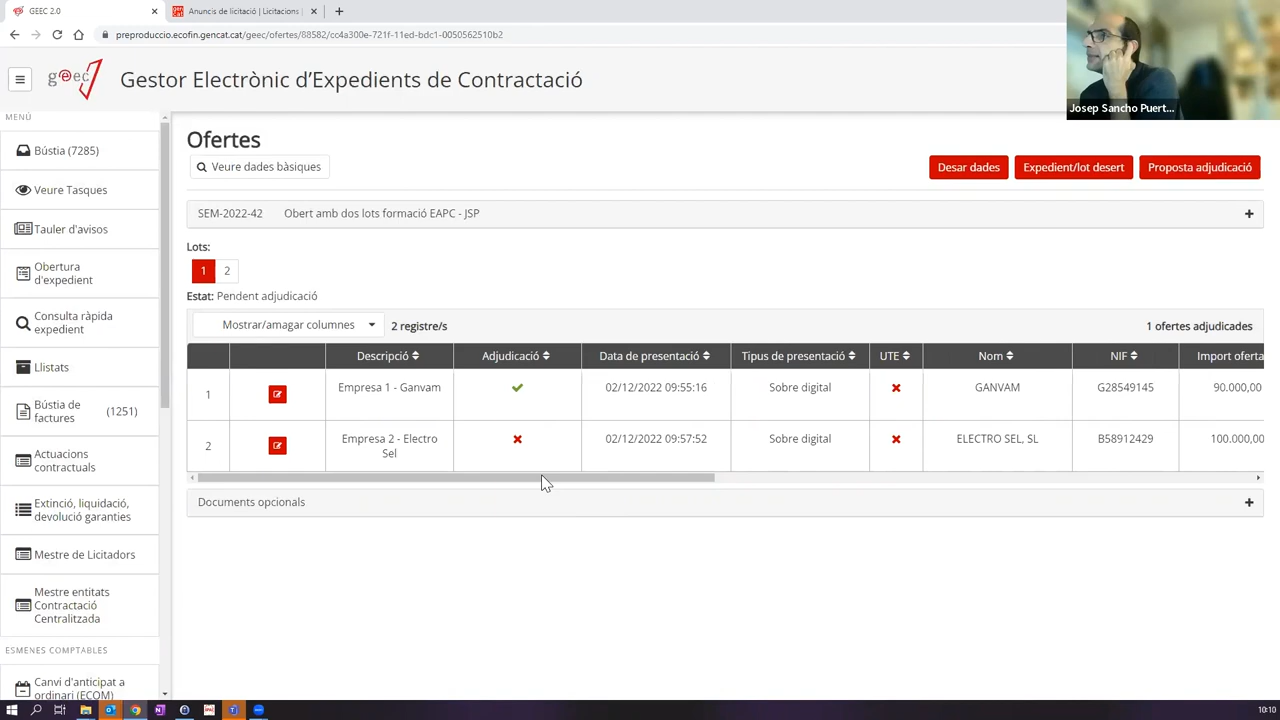 GEEC 2.0
Anuncis de licitació | Licitacions
preproduccio.ecofin.gencat.cat/geec/ofertes/88582/cc4a300e-721f-11ed-bdc1-0050562510b2
Josep Sancho Puert...
geec
Gestor Electrònic d'Expedients de Contractació
MENÚ
Bústia (7285)
Veure Tasques
Tauler d'avisos
Obertura
d'expedient
Consulta ràpida
expedient
Llistats
Bústia de
factures
(1251)
Actuacions
contractuals
Extinció, liquidació,
devolució garanties
Mestre de Licitadors
Mestre entitats
Contractació
Centralitzada
ESMENES COMPTABLES
Canvi d'anticipat a
ordinari (ECOM)
Ofertes
Veure dades bàsiques
Desar dades
Expedient/lot desert
Proposta adjudicació
SEM-2022-42 Obert amb dos lots formació EAPC - JSP
Lots:
1 2
Estat: Pendent adjudicació
Mostrar/amagar columnes 2 registre/s 1 ofertes adjudicades
Descripció Adjudicació Data de presentació Tipus de presentació UTE Nom NIF Import oferta
1 Empresa 1 - Ganvam 02/12/2022 09:55:16 Sobre digital GANVAM G28549145 90.000,00
2 Empresa 2 - Electro
Sel 02/12/2022 09:57:52 Sobre digital ELECTRO SEL, SL B58912429 100.000,00
Documents opcionals
10:10